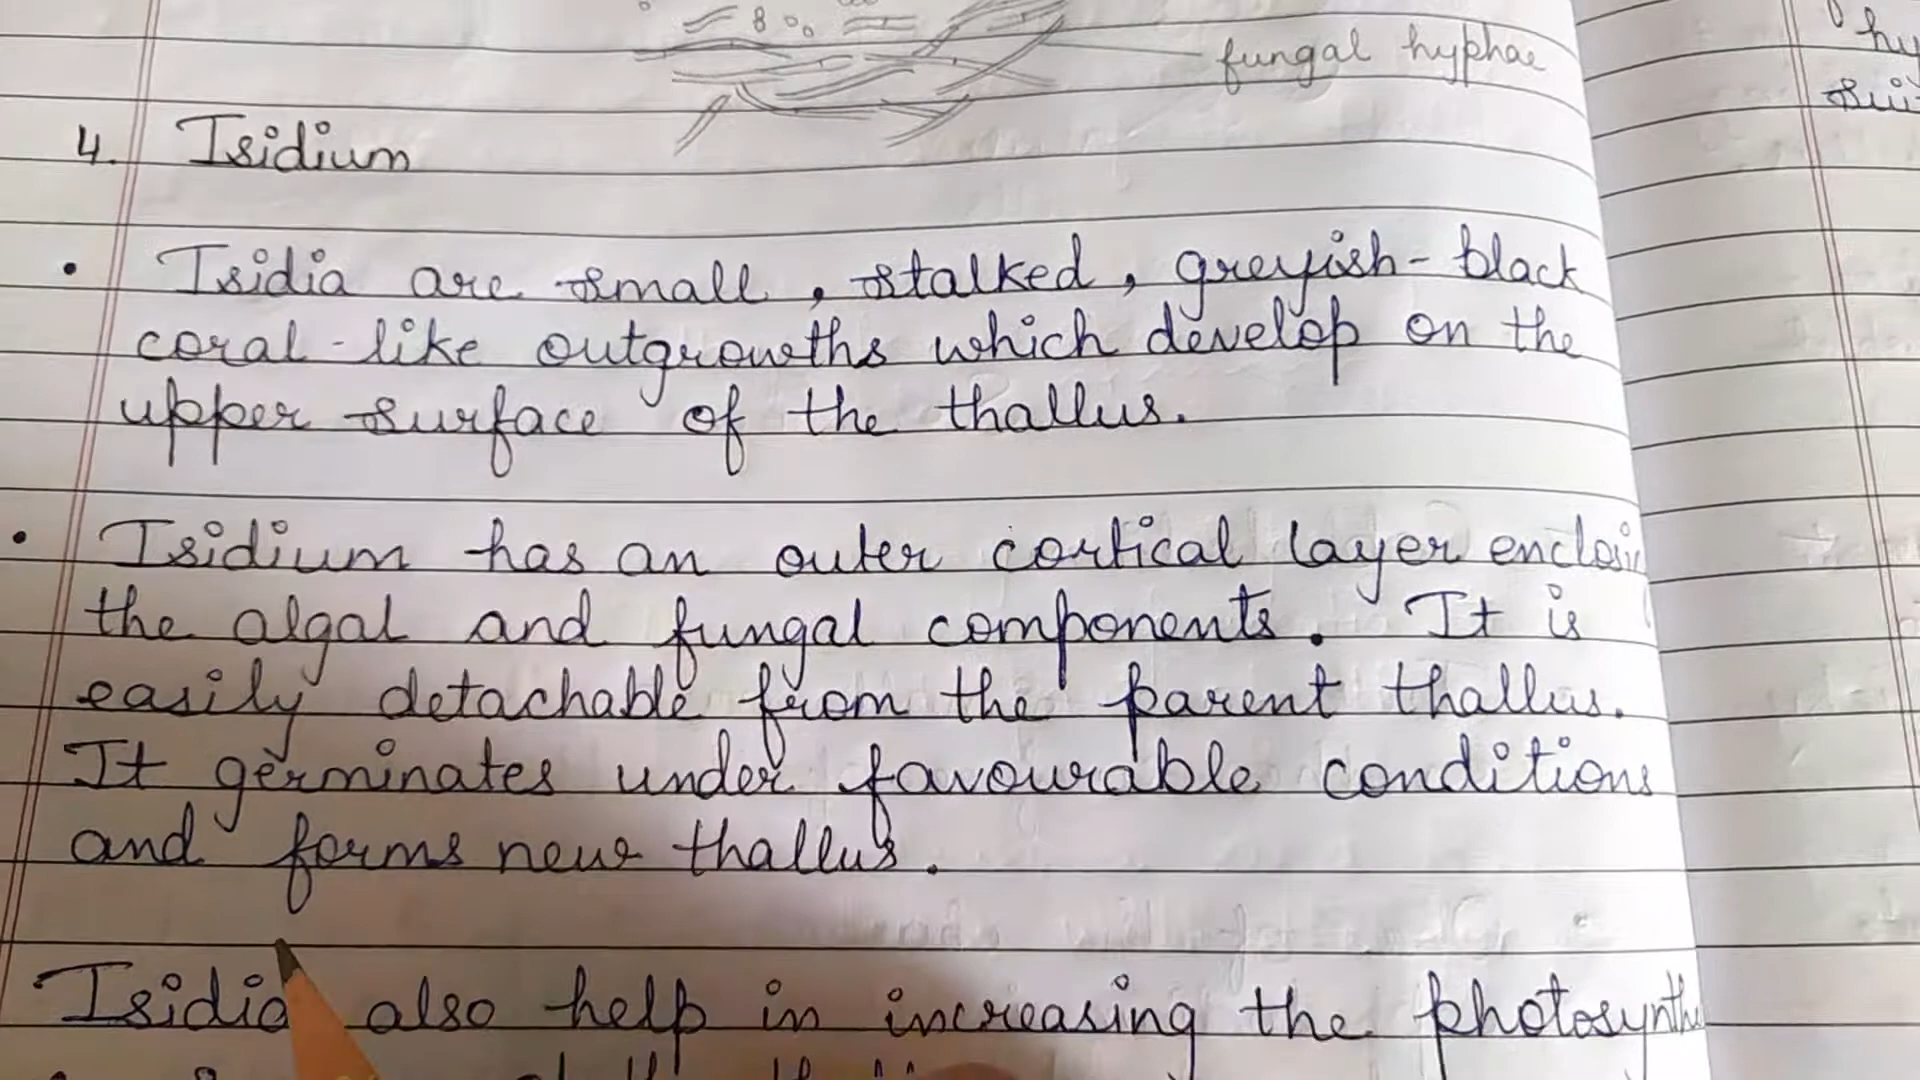 fungal hyphae
4. Isidium
• Isidia are small, stalked, greyish-black
coral-like outgrowths which develop on the
upper surface of the thallus.
• Isidium has an outer cortical layer
the algal and fungal components. It is
easily detachable from the parent thallus.
It germinates under favourable conditions
and forms new thallus.
Isidia also help in increasing the